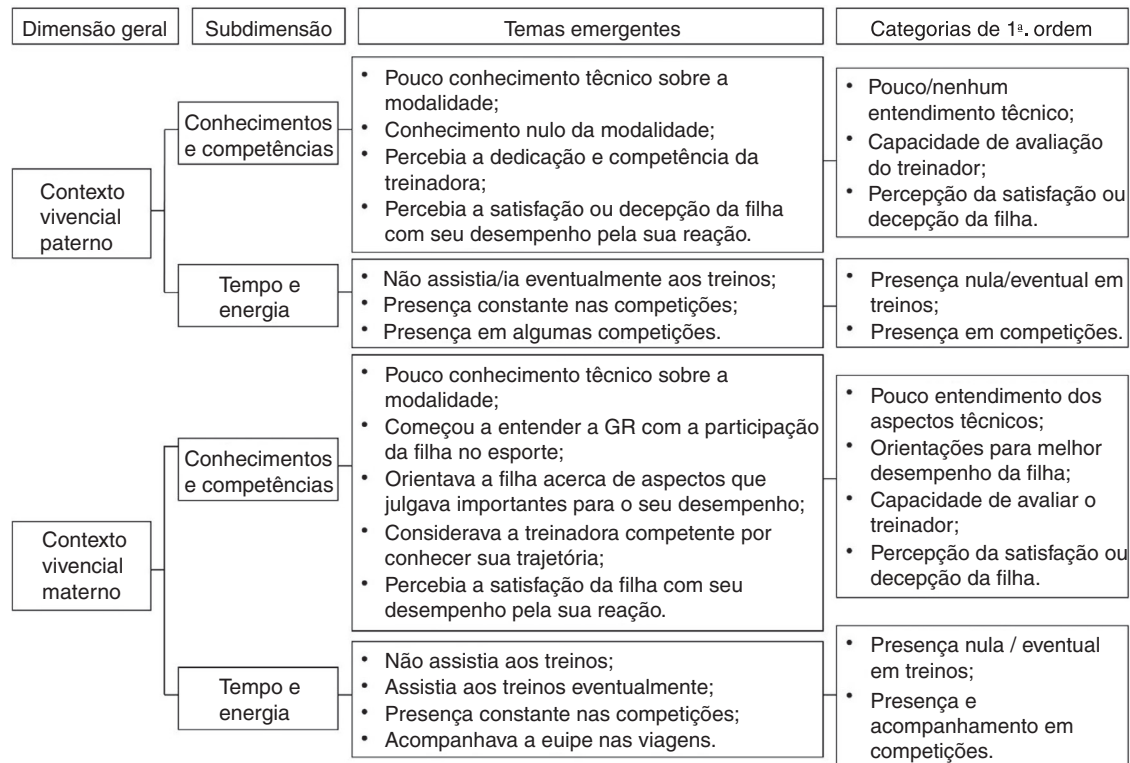 Dimensão geral
Subdimensão
Temas emergentes
Categorias de 1ª. ordem
Contexto
vivencial
paterno
Conhecimentos
e competências
• Pouco conhecimento têcnico sobre a
modalidade;
• Conhecimento nulo da modalidade;
• Percebia a dedicação e competência da
treinadora;
• Percebia a satisfação ou decepção da filha
com seu desempenho pela sua reação.
• Pouco/nenhum
entendimento têcnico;
• Capacidade de avaliação
do treinador;
• Percepção da satisfação ou
decepção da filha.
Tempo e
energia
• Não assistia/ia eventualmente aos treinos;
• Presença constante nas competições;
• Presença em algumas competições.
• Presença nula/eventual em
treinos;
• Presença em competições.
Contexto
vivencial
materno
Conhecimentos
e competências
• Pouco conhecimento têcnico sobre a
modalidade;
• Começou a entender a GR com a participação
da filha no esporte;
• Orientava a filha acerca de aspectos que
julgava importantes para o seu desempenho;
• Considerava a treinadora competente por
conhecer sua trajetória;
• Percebia a satisfação da filha com seu
desempenho pela sua reação.
• Pouco entendimento dos
aspectos têcnicos;
• Orientações para melhor
desempenho da filha;
• Capacidade de avaliar o
treinador;
• Percepção da satisfação ou
decepção da filha.
Tempo e
energia
• Não assistia aos treinos;
• Assistia aos treinos eventualmente;
• Presença constante nas competições;
• Acompanhava a euipe nas viagens.
• Presença nula / eventual
em treinos;
• Presença e
acompanhamento em
competições.